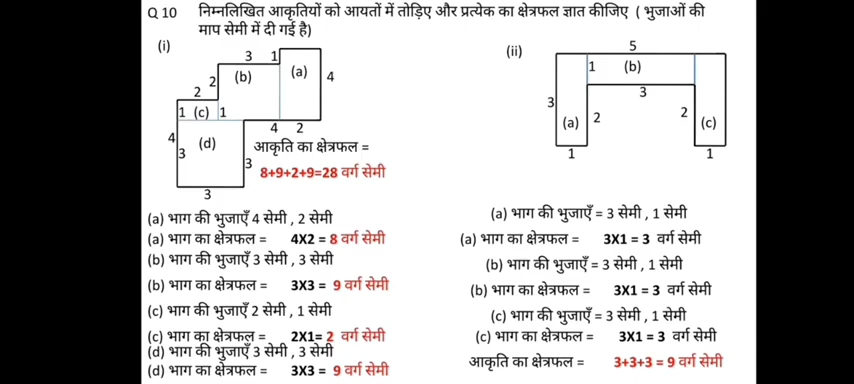 Q 10 निम्नलिखित आकृतियों को आयतों में तोड़िए और प्रत्येक का क्षेत्रफल ज्ञात कीजिए ( भुजाओं की
माप सेमी में दी गई है)
(i)
3 1
(b) (a) 4
2
2
1 (c) 1
4 2
4
(d)
3
3
3
आकृति का क्षेत्रफल =
8+9+2+9=28 वर्ग सेमी
(a) भाग की भुजाएँ 4 सेमी , 2 सेमी
(a) भाग का क्षेत्रफल = 4X2 = 8 वर्ग सेमी
(b) भाग की भुजाएँ 3 सेमी , 3 सेमी
(b) भाग का क्षेत्रफल = 3X3 = 9 वर्ग सेमी
(c) भाग की भुजाएँ 2 सेमी , 1 सेमी
(c) भाग का क्षेत्रफल = 2X1= 2 वर्ग सेमी
(d) भाग की भुजाएँ 3 सेमी , 3 सेमी
(d) भाग का क्षेत्रफल = 3X3 = 9 वर्ग सेमी
(ii)
5
1 (b)
3
3
2 2
(a) (c)
1 1
(a) भाग की भुजाएँ = 3 सेमी , 1 सेमी
(a) भाग का क्षेत्रफल = 3X1 = 3 वर्ग सेमी
(b) भाग की भुजाएँ = 3 सेमी , 1 सेमी
(b) भाग का क्षेत्रफल = 3X1 = 3 वर्ग सेमी
(c) भाग की भुजाएँ = 3 सेमी , 1 सेमी
(c) भाग का क्षेत्रफल = 3X1 = 3 वर्ग सेमी
आकृति का क्षेत्रफल = 3+3+3 = 9 वर्ग सेमी